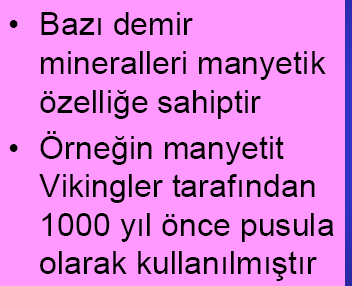 • Bazı demir
mineralleri manyetik
özelliğe sahiptir
• Örneğin manyetit
Vikingler tarafından
1000 yıl önce pusula
olarak kullanılmıştır